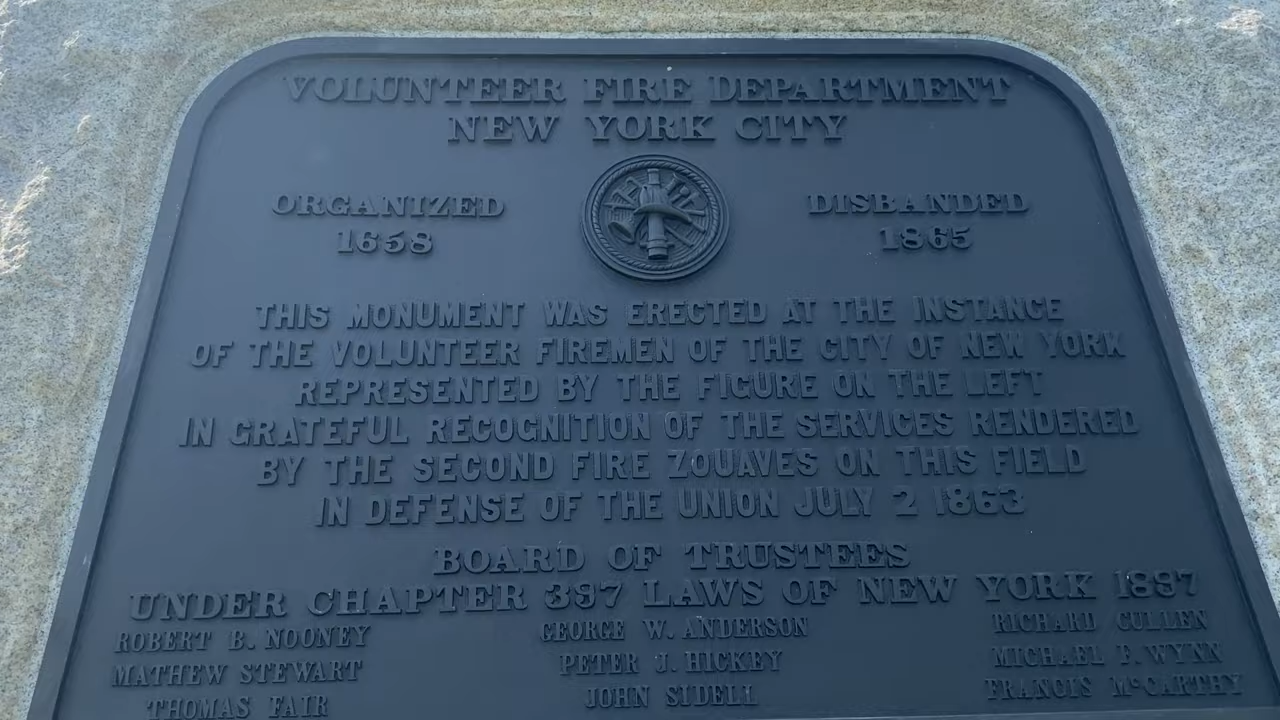 VOLUNTEER FIRE DEPARTMENT
NEW YORK CITY
ORGANIZED
1658
DISBANDED
1865
THIS MONUMENT WAS ERECTED AT THE INSTANCE
OF THE VOLUNTEER FIREMEN OF THE CITY OF NEW YORK
REPRESENTED BY THE FIGURE ON THE LEFT
IN GRATEFUL RECOGNITION OF THE SERVICES RENDERED
BY THE SECOND FIRE ZOUAVES ON THIS FIELD
IN DEFENSE OF THE UNION JULY 2 1863
BOARD OF TRUSTEES
UNDER CHAPTER 397 LAWS OF NEW YORK 1897
ROBERT B. NOONEY
GEORGE W. ANDERSON
RICHARD CULLEN
MATHEW STEWART
PETER J. HICKEY
MICHAEL F. WYNN
THOMAS FAIR
JOHN SIDELL
FRANCIS McCARTHY